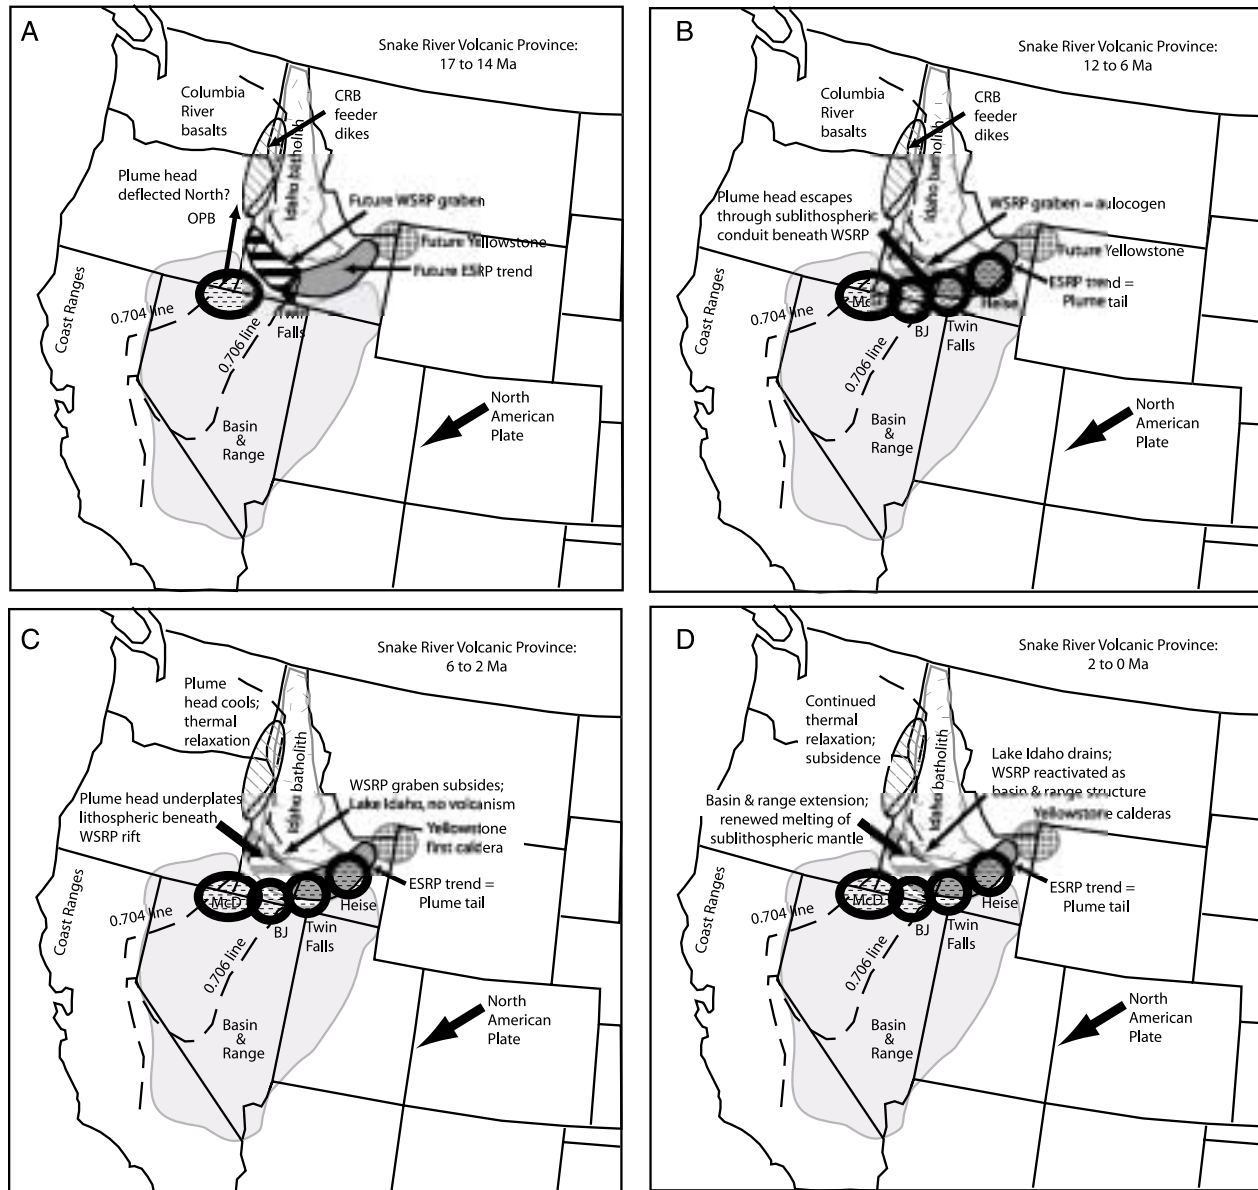 A
Snake River Volcanic Province:
17 to 14 Ma
Columbia
River
basalts
CRB
feeder
dikes
Idaho batholith
Plume head
deflected North?
OPB
Future WSRP graben
Future Yellowstone
Future ESRP trend
Coast Ranges
0.704 line
0.706 line
Twin
Falls
Basin
&
Range
North
American
Plate
B
Snake River Volcanic Province:
12 to 6 Ma
Columbia
River
basalts
CRB
feeder
dikes
Idaho batholith
Plume head escapes
through sublithospheric
conduit beneath WSRP
WSRP graben = aulocogen
Future Yellowstone
ESRP trend =
Plume tail
Coast Ranges
0.704 line
0.706 line
McD
BJ
Twin
Falls
Heise
Basin
&
Range
North
American
Plate
C
Snake River Volcanic Province:
6 to 2 Ma
Plume
head cools;
thermal
relaxation
Idaho batholith
WSRP graben subsides;
Lake Idaho, no volcanism
Plume head underplates
lithospheric beneath
WSRP rift
Yellowstone
first caldera
ESRP trend =
Plume tail
Coast Ranges
0.704 line
0.706 line
McD
BJ
Twin
Falls
Heise
Basin
&
Range
North
American
Plate
D
Snake River Volcanic Province:
2 to 0 Ma
Continued
thermal
relaxation;
subsidence
Idaho batholith
Lake Idaho drains;
WSRP reactivated as
basin & range structure
Basin & range extension;
renewed melting of
sublithospheric mantle
Yellowstone calderas
ESRP trend =
Plume tail
Coast Ranges
0.704 line
0.706 line
McD
BJ
Twin
Falls
Heise
Basin
&
Range
North
American
Plate